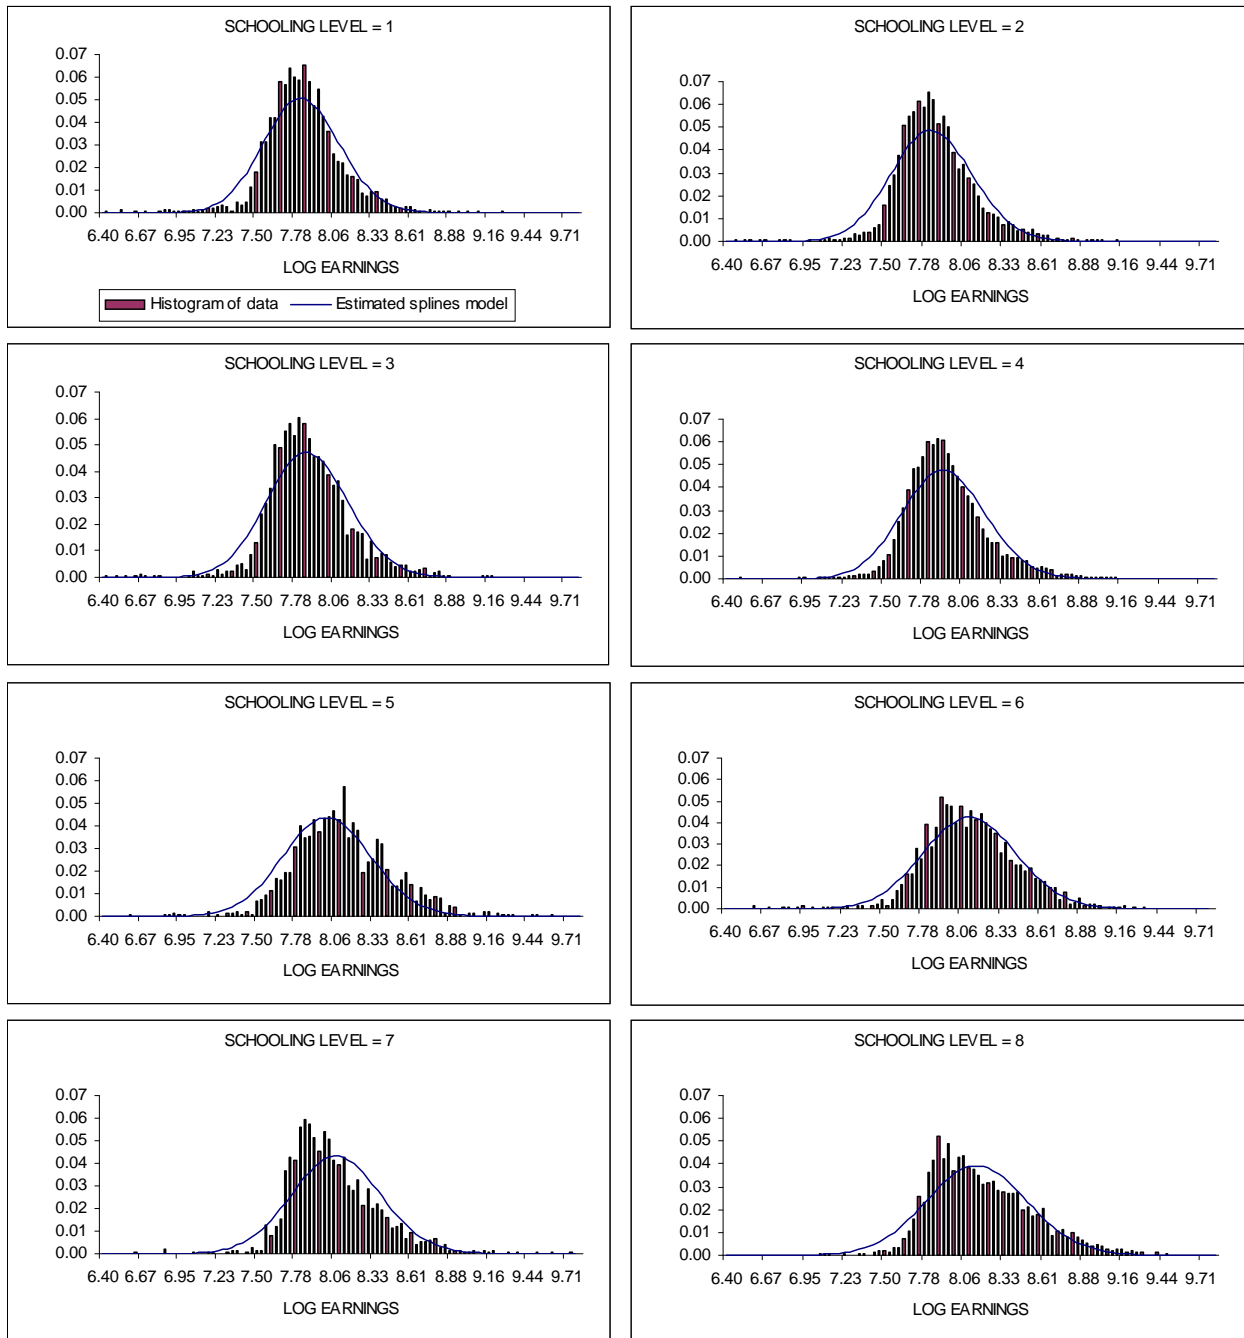 SCHOOLING LEVEL = 1
0.07
0.06
0.05
0.04
0.03
0.02
0.01
0.00
6.40 6.67 6.95 7.23 7.50 7.78 8.06 8.33 8.61 8.88 9.16 9.44 9.71
LOG EARNINGS
Histogram of data Estimated splines model
SCHOOLING LEVEL = 2
0.07
0.06
0.05
0.04
0.03
0.02
0.01
0.00
6.40 6.67 6.95 7.23 7.50 7.78 8.06 8.33 8.61 8.88 9.16 9.44 9.71
LOG EARNINGS
SCHOOLING LEVEL = 3
0.07
0.06
0.05
0.04
0.03
0.02
0.01
0.00
6.40 6.67 6.95 7.23 7.50 7.78 8.06 8.33 8.61 8.88 9.16 9.44 9.71
LOG EARNINGS
SCHOOLING LEVEL = 4
0.07
0.06
0.05
0.04
0.03
0.02
0.01
0.00
6.40 6.67 6.95 7.23 7.50 7.78 8.06 8.33 8.61 8.88 9.16 9.44 9.71
LOG EARNINGS
SCHOOLING LEVEL = 5
0.07
0.06
0.05
0.04
0.03
0.02
0.01
0.00
6.40 6.67 6.95 7.23 7.50 7.78 8.06 8.33 8.61 8.88 9.16 9.44 9.71
LOG EARNINGS
SCHOOLING LEVEL = 6
0.07
0.06
0.05
0.04
0.03
0.02
0.01
0.00
6.40 6.67 6.95 7.23 7.50 7.78 8.06 8.33 8.61 8.88 9.16 9.44 9.71
LOG EARNINGS
SCHOOLING LEVEL = 7
0.07
0.06
0.05
0.04
0.03
0.02
0.01
0.00
6.40 6.67 6.95 7.23 7.50 7.78 8.06 8.33 8.61 8.88 9.16 9.44 9.71
LOG EARNINGS
SCHOOLING LEVEL = 8
0.07
0.06
0.05
0.04
0.03
0.02
0.01
0.00
6.40 6.67 6.95 7.23 7.50 7.78 8.06 8.33 8.61 8.88 9.16 9.44 9.71
LOG EARNINGS